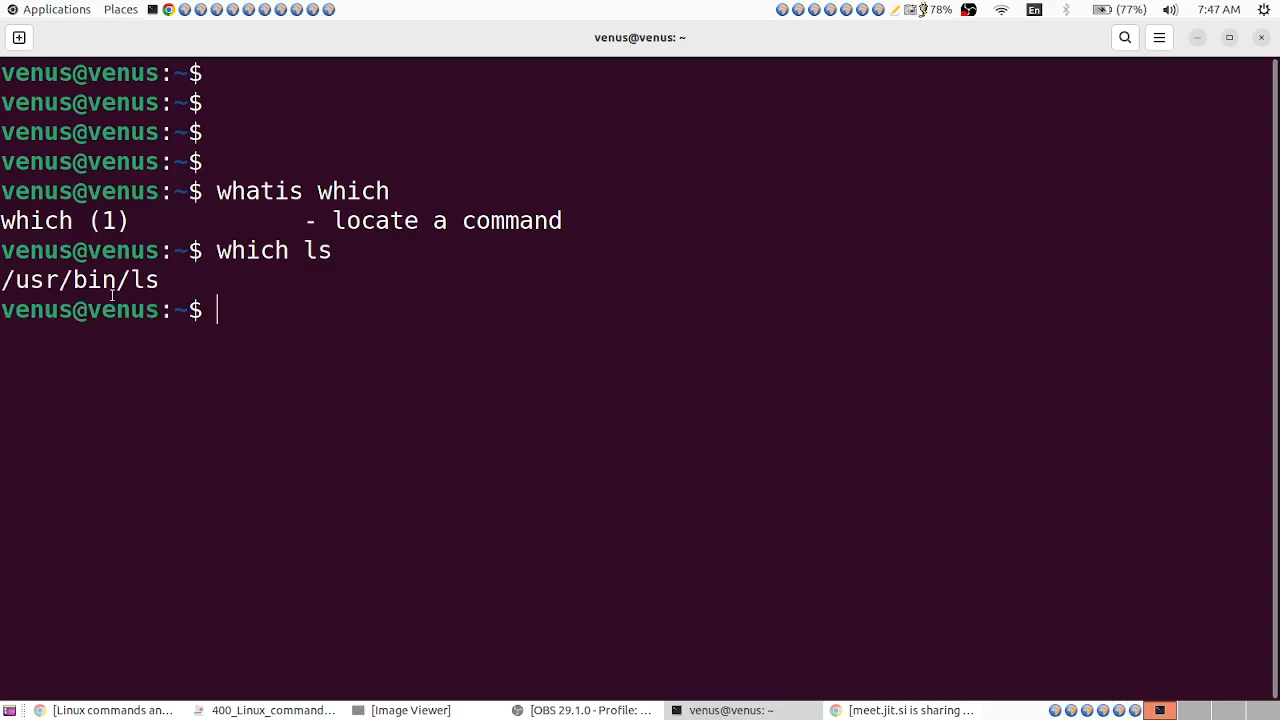 Applications Places 78% En (77%) 7:47 AM
venus@venus: ~
venus@venus:~$
venus@venus:~$
venus@venus:~$
venus@venus:~$
venus@venus:~$ whatis which
which (1) - locate a command
venus@venus:~$ which ls
/usr/bin/ls
venus@venus:~$
[Linux commands an... 400_Linux_command... [Image Viewer] [OBS 29.1.0 - Profile: ... venus@venus: ~ [meet.jit.si is sharing ...